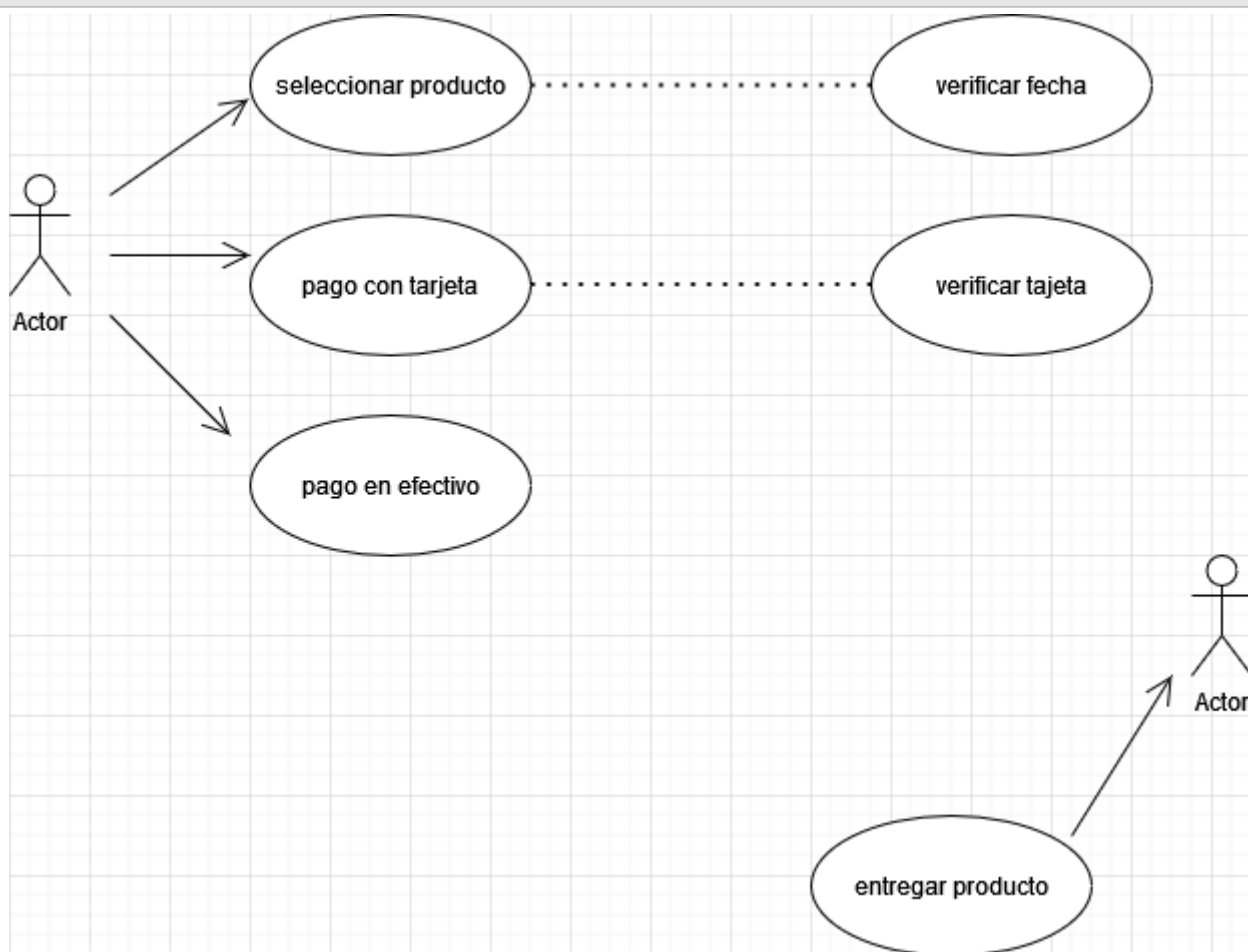 seleccionar producto
verificar fecha
pago con tarjeta
verificar tajeta
Actor
pago en efectivo
Actor
entregar producto